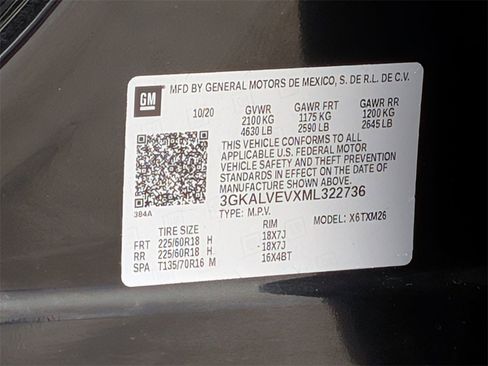 GM
MFD BY GENERAL MOTORS DE MEXICO, S. DE R.L. DE C.V.
10/20 GVWR GAWR FRT GAWR RR
2100 KG 1175 KG 1200 KG
4630 LB 2590 LB 2645 LB
THIS VEHICLE CONFORMS TO ALL
APPLICABLE U.S. FEDERAL MOTOR
VEHICLE SAFETY AND THEFT PREVENTION
STANDARDS IN EFFECT ON THE DATE OF
MANUFACTURE SHOWN ABOVE.
3GKALVEVXML322736
TYPE: M.P.V. MODEL: X6TXM26
384A
TIRE SIZE RIM
FRT 225/60R18 H 18X7J
RR 225/60R18 H 18X7J
SPA T135/70R16 M 16X4BT